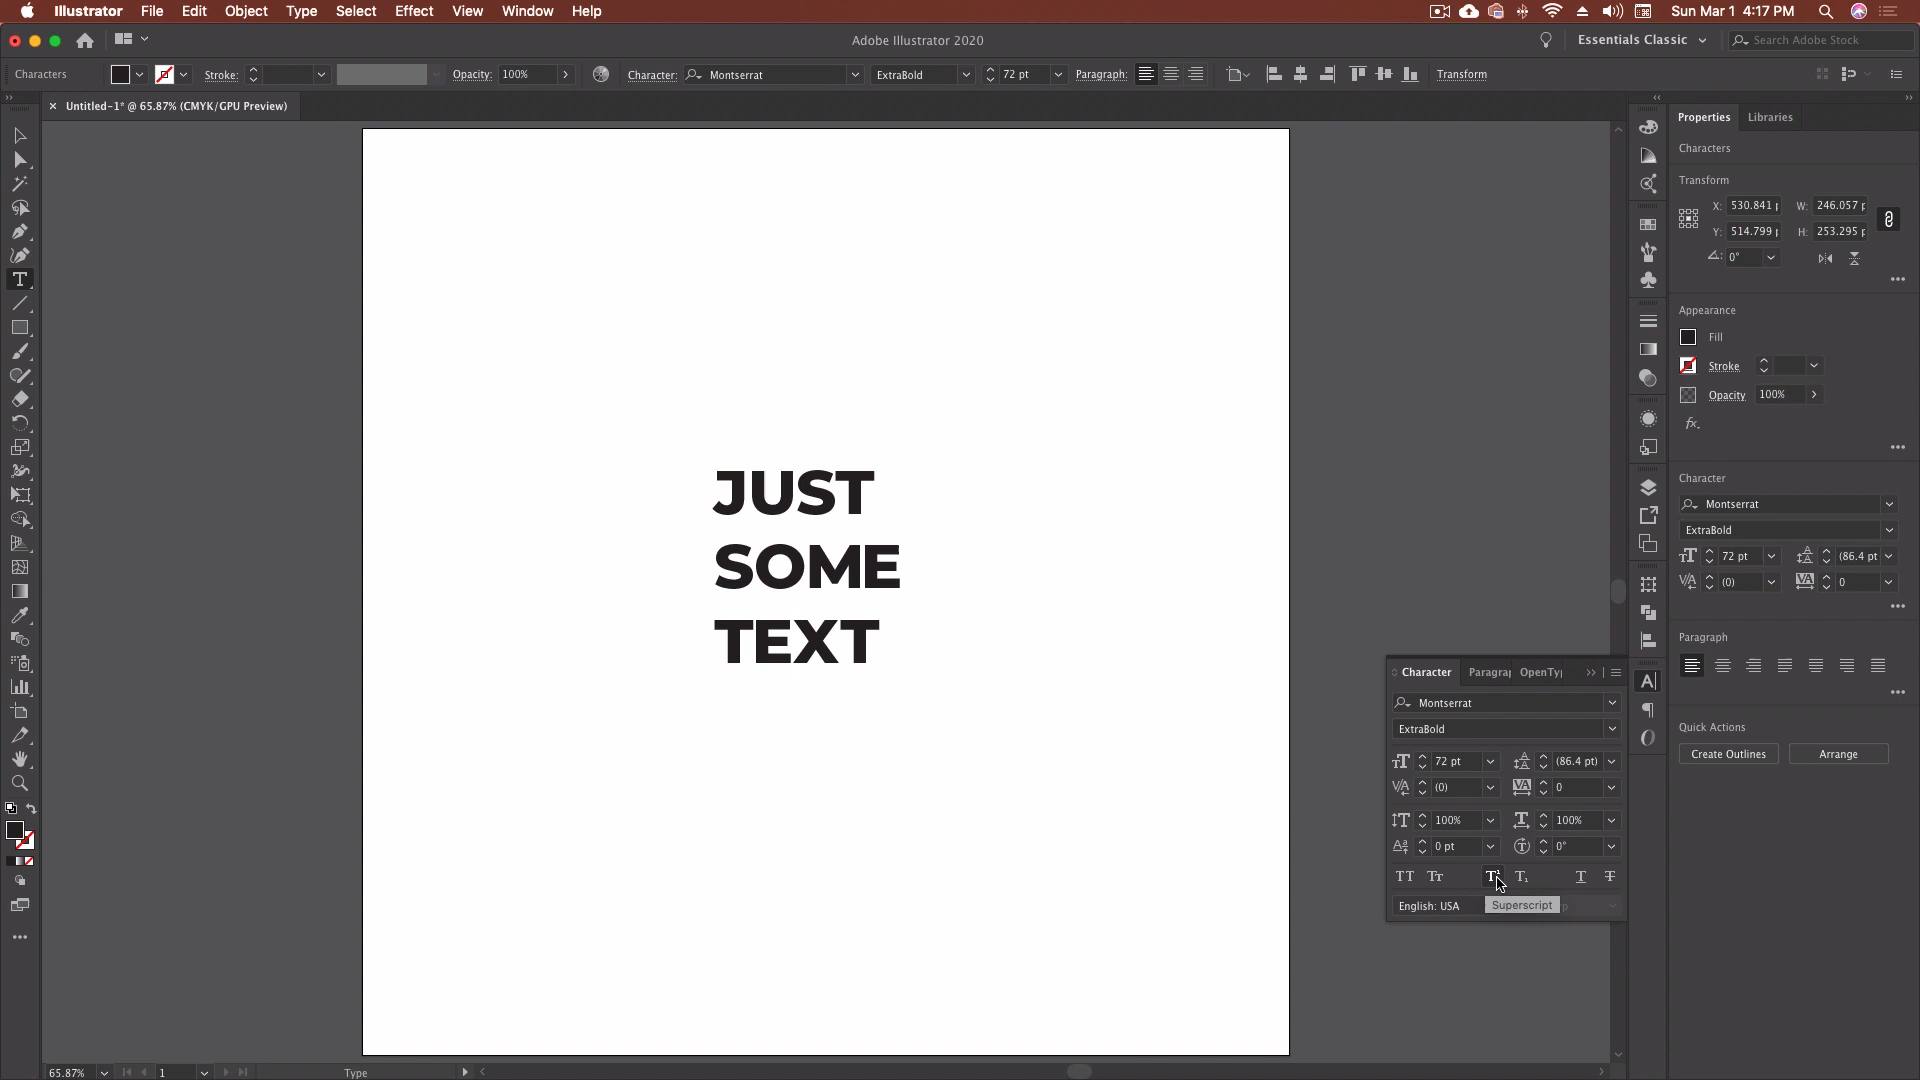 Illustrator File Edit Object Type Select Effect View Window Help
Sun Mar 1 4:17 PM
Adobe Illustrator 2020
Essentials Classic
Search Adobe Stock
Characters
Stroke:
Opacity: 100%
Character: Montserrat
ExtraBold
72 pt
Paragraph:
Transform
× Untitled-1* @ 65.87% (CMYK/GPU Preview)
Properties Libraries
Characters
Transform
X: 530.841 W: 246.057
Y: 514.799 H: 253.295
0°
Appearance
Fill
Stroke
Opacity 100%
fx.
Character
Montserrat
ExtraBold
72 pt (86.4 pt
(0) 0
Paragraph
Quick Actions
Create Outlines Arrange
JUST
SOME
TEXT
Character Paragra OpenTy
Montserrat
ExtraBold
72 pt (86.4 pt)
(0) 0
100% 100%
0 pt 0°
English: USA
Superscript
65.87% 1 Type